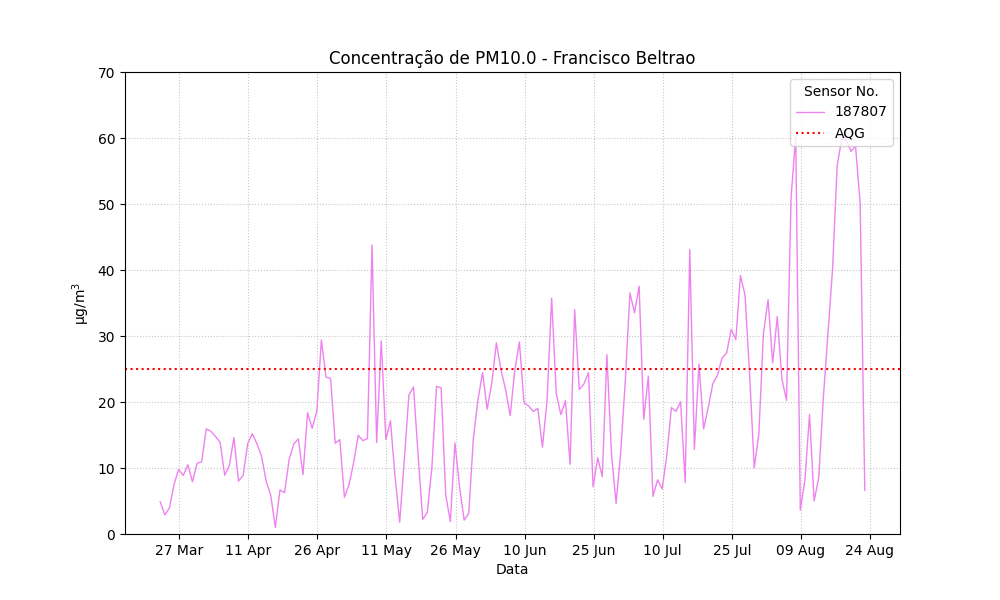 Concentração de PM10.0 - Francisco Beltrao
Sensor No.
187807
AQG
70
60
50
40
30
20
10
0
µg/m³
27 Mar 11 Apr 26 Apr 11 May 26 May 10 Jun 25 Jun 10 Jul 25 Jul 09 Aug 24 Aug
Data